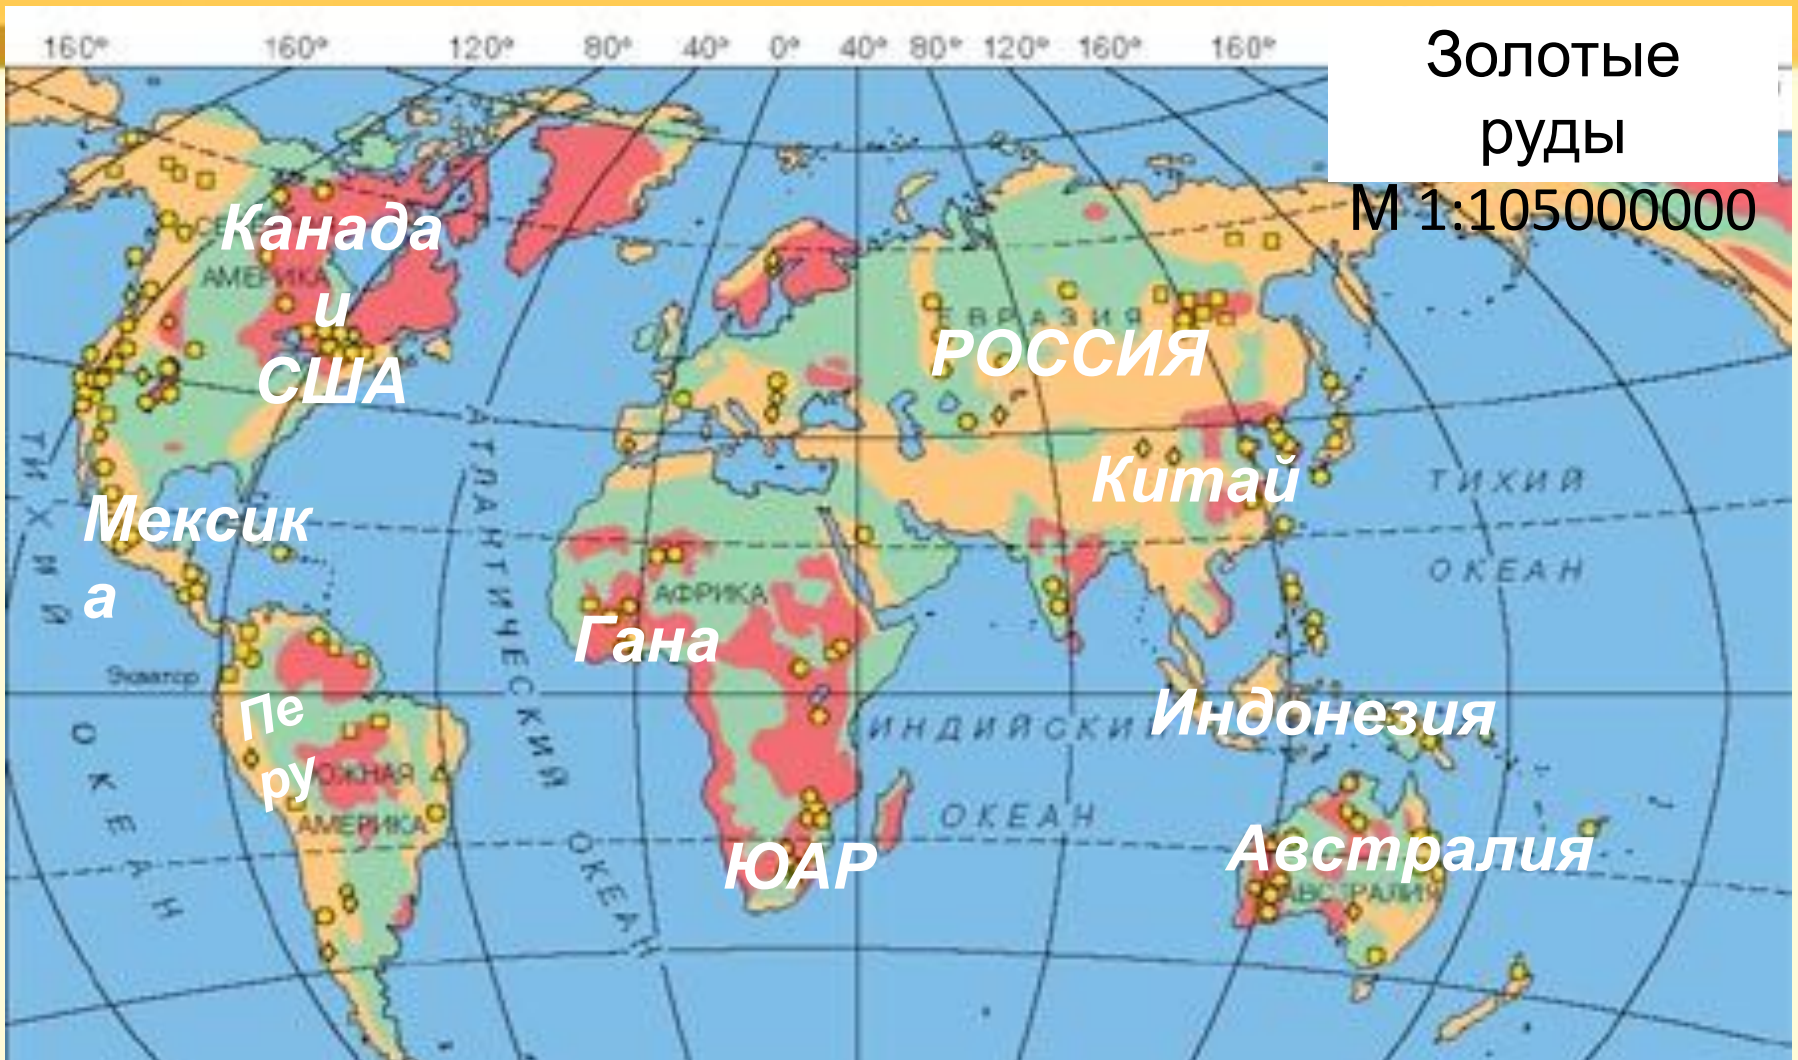 160° 160° 120° 80° 40° 0° 40° 80° 120° 160° 160°
Золотые
руды
М 1:105000000
Канада
и
США
АМЕРИКА
ЕВРАЗИЯ
РОССИЯ
Китай
Мексик
а
ТИХИЙ
ОКЕАН
АТЛАНТИЧЕСКИЙ
ОКЕАН
ТИХИЙ
ОКЕАН
АФРИКА
Гана
Экватор
Пе
ру
ЮЖНАЯ
АМЕРИКА
ИНДИЙСКИ
ОКЕАН
Индонезия
ЮАР
Австралия
АВСТРАЛИЯ